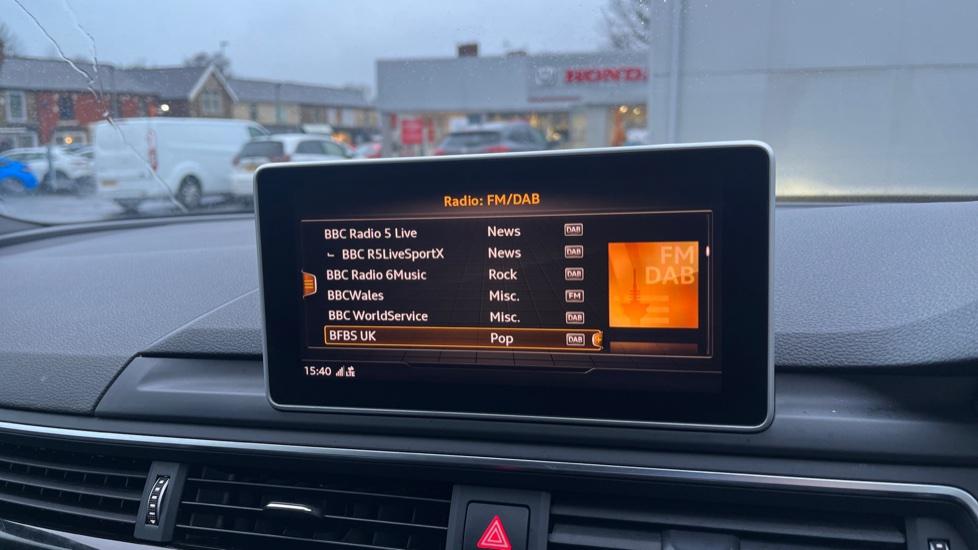 HONDA
Radio: FM/DAB
BBC Radio 5 Live News DAB
BBC R5LiveSportX News DAB
BBC Radio 6Music Rock DAB
BBCWales Misc. FM
BBC WorldService Misc. DAB
BFBS UK Pop DAB
FM
DAB
15:40 LTE